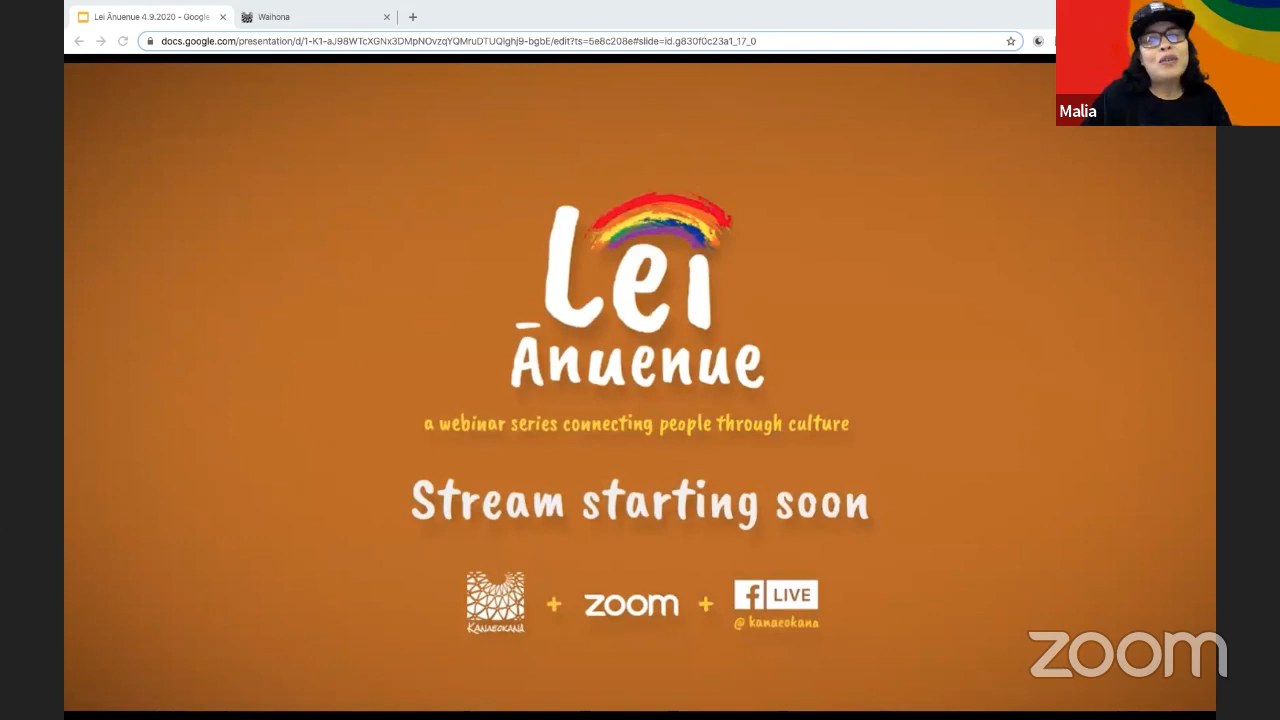 Lei Ānuenue 4.9.2020 - Google
Waihona
docs.google.com/presentation/d/1-K1-aJ98WTcXGNx3DMpNOvzqYQMruDTUQlghj9-bgbE/edit?ts=5e8c208e#slide=id.g830f0c23a1_17_0
Malia
Lei
Ānuenue
a webinar series connecting people through culture
Stream starting soon
KANAEOKANA + zoom + f LIVE
@ kanaeokana
zoom